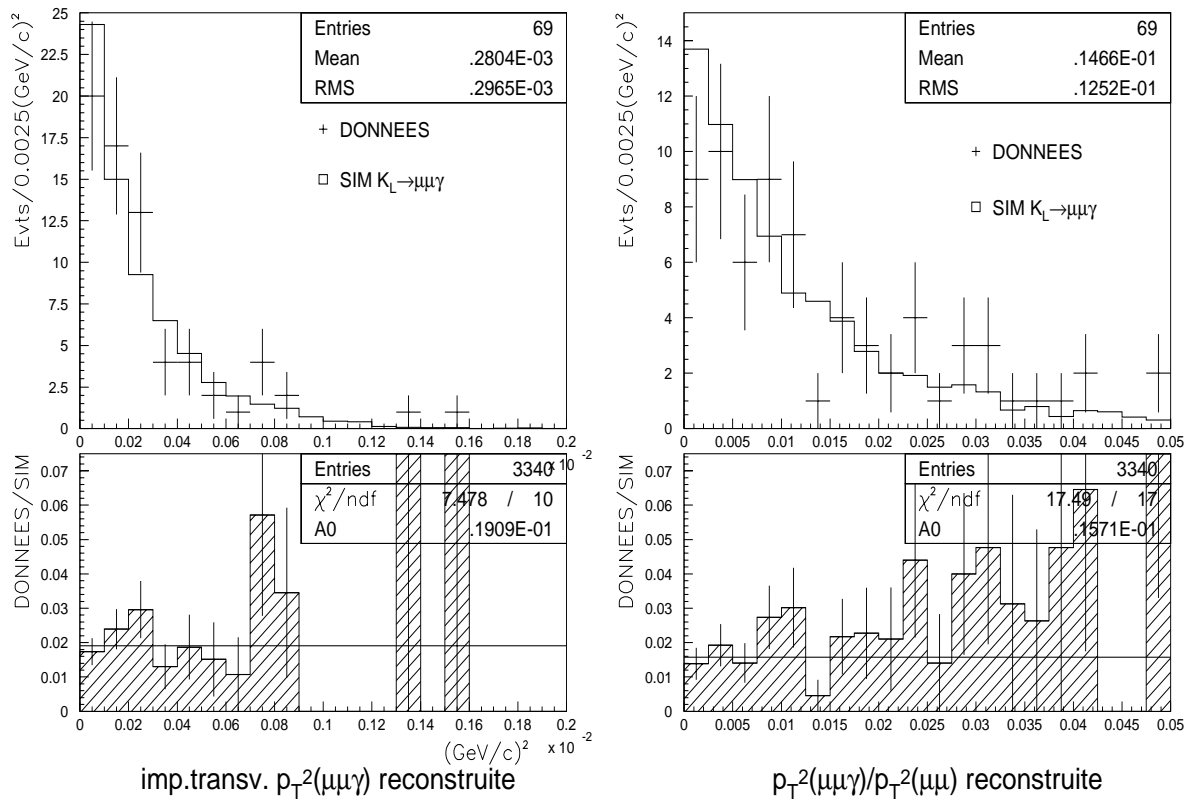 Evts/0.0025(GeV/c)²
25
22.5
20
17.5
15
12.5
10
7.5
5
2.5
0
Entries 69
Mean .2804E-03
RMS .2965E-03
DONNEES
SIM K_L→μμγ
0 0.02 0.04 0.06 0.08 0.1 0.12 0.14 0.16 0.18 0.2
x 10⁻²
Evts/0.0025(GeV/c)²
14
12
10
8
6
4
2
0
Entries 69
Mean .1466E-01
RMS .1252E-01
DONNEES
SIM K_L→μμγ
0 0.005 0.01 0.015 0.02 0.025 0.03 0.035 0.04 0.045 0.05
DONNEES/SIM
0.07
0.06
0.05
0.04
0.03
0.02
0.01
0
Entries 3340
χ²/ndf 7.478 / 10
A0 .1909E-01
0 0.02 0.04 0.06 0.08 0.1 0.12 0.14 0.16 0.18 0.2
(GeV/c)² x 10⁻²
imp.transv. p_T²(μμγ) reconstruite
DONNEES/SIM
0.07
0.06
0.05
0.04
0.03
0.02
0.01
0
Entries 3340
χ²/ndf 17.49 / 17
A0 .1571E-01
0 0.005 0.01 0.015 0.02 0.025 0.03 0.035 0.04 0.045 0.05
p_T²(μμγ)/p_T²(μμ) reconstruite